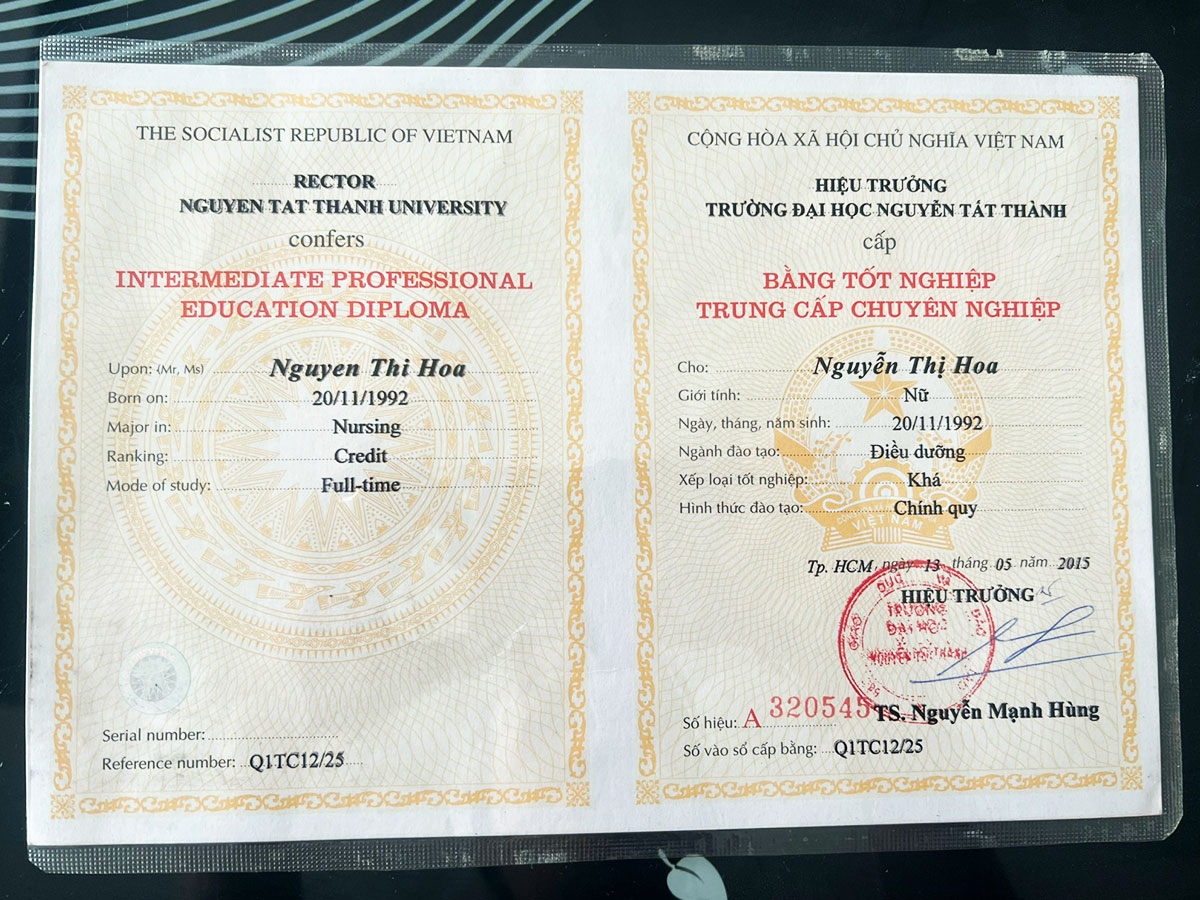 THE SOCIALIST REPUBLIC OF VIETNAM
RECTOR
NGUYEN TAT THANH UNIVERSITY
confers
INTERMEDIATE PROFESSIONAL
EDUCATION DIPLOMA
Upon: (Mr, Ms) Nguyen Thi Hoa
Born on: 20/11/1992
Major in: Nursing
Ranking: Credit
Mode of study: Full-time
Serial number:
Reference number: Q1TC12/25
CỘNG HÒA XÃ HỘI CHỦ NGHĨA VIỆT NAM
HIỆU TRƯỞNG
TRƯỜNG ĐẠI HỌC NGUYỄN TẤT THÀNH
cấp
BẰNG TỐT NGHIỆP
TRUNG CẤP CHUYÊN NGHIỆP
Cho: Nguyễn Thị Hoa
Giới tính: Nữ
Ngày, tháng, năm sinh: 20/11/1992
Ngành đào tạo: Điều dưỡng
Xếp loại tốt nghiệp: Khá
Hình thức đào tạo: Chính quy
VIỆT NAM
Tp. HCM, ngày 13 tháng 05 năm 2015
HIỆU TRƯỞNG
TRƯỜNG
ĐẠI HỌC
Số hiệu: A 320545
TS. Nguyễn Mạnh Hùng
Số vào sổ cấp bằng: Q1TC12/25